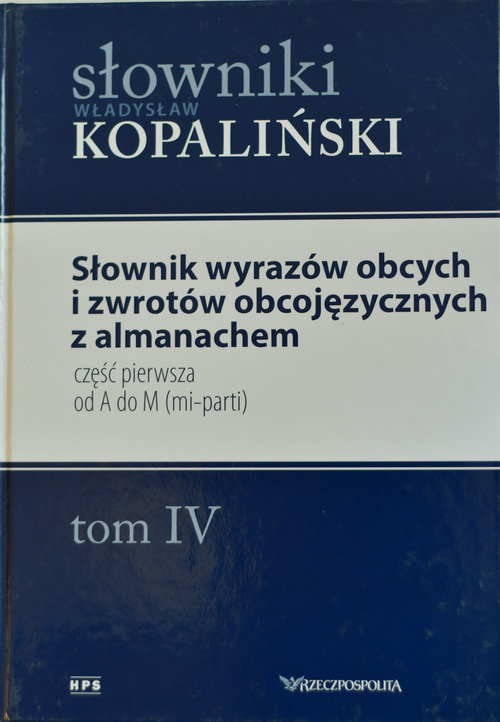 słowniki
WŁADYSŁAW
KOPALIŃSKI
Słownik wyrazów obcych
i zwrotów obcojęzycznych
z almanachem
część pierwsza
od A do M (mi-parti)
tom IV
HPS
RZECZPOSPOLITA